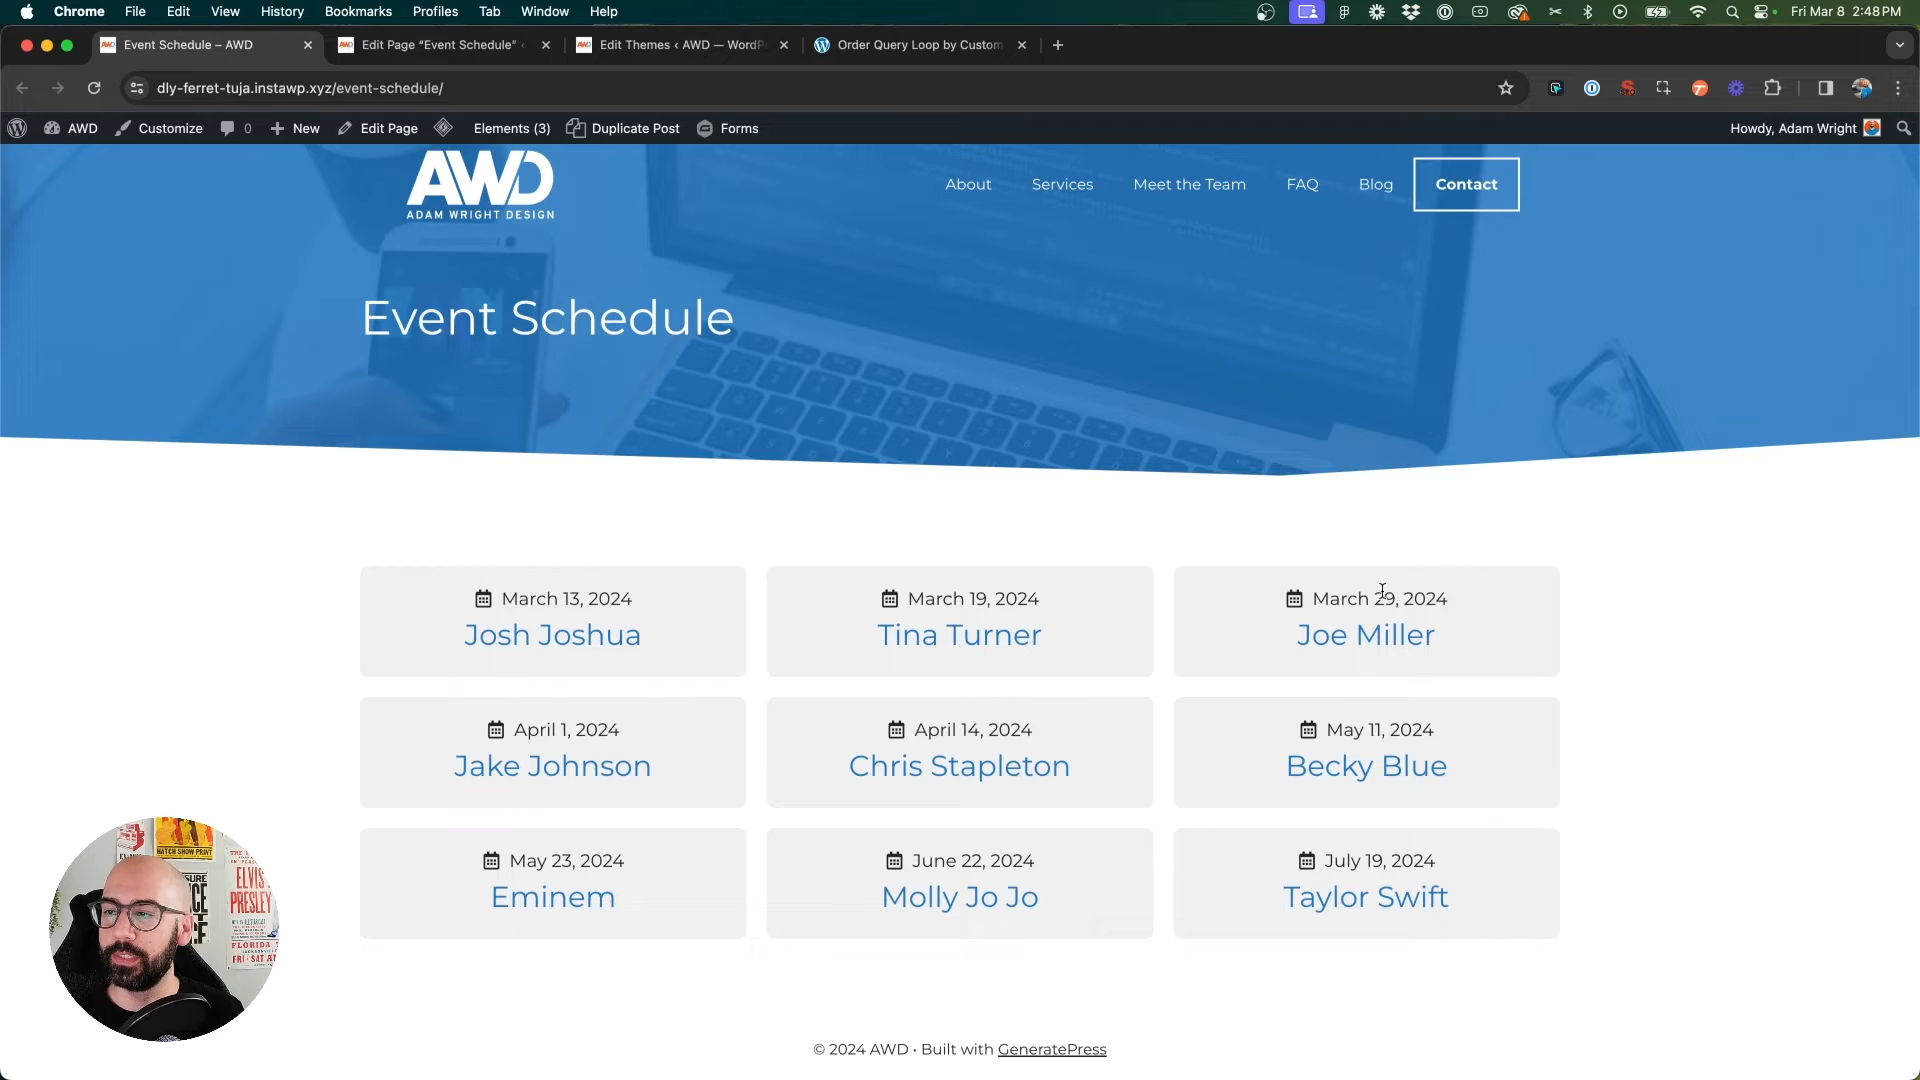 Chrome File Edit View History Bookmarks Profiles Tab Window Help Fri Mar 8 2:48 PM
Event Schedule – AWD Edit Page “Event Schedule” Edit Themes ‹ AWD — WordP Order Query Loop by Custom
dly-ferret-tuja.instawp.xyz/event-schedule/
AWD Customize 0 New Edit Page Elements (3) Duplicate Post Forms Howdy, Adam Wright
AWD
ADAM WRIGHT DESIGN
About Services Meet the Team FAQ Blog Contact
Event Schedule
March 13, 2024 March 19, 2024 March 29, 2024
Josh Joshua Tina Turner Joe Miller
April 1, 2024 April 14, 2024 May 11, 2024
Jake Johnson Chris Stapleton Becky Blue
May 23, 2024 June 22, 2024 July 19, 2024
Eminem Molly Jo Jo Taylor Swift
HATCH SHOW PRINT
ELVIS
PRESLEY
FLORIDA
© 2024 AWD • Built with GeneratePress